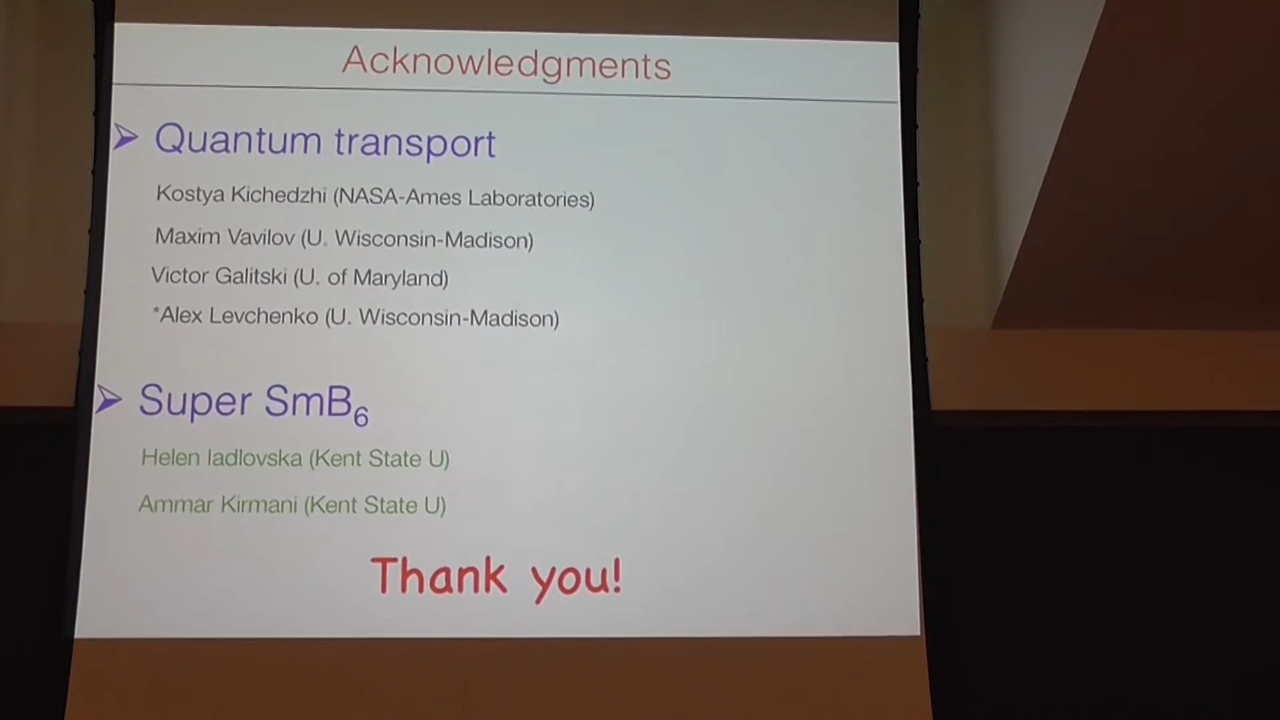 Acknowledgments
➢ Quantum transport
Kostya Kichedzhi (NASA-Ames Laboratories)
Maxim Vavilov (U. Wisconsin-Madison)
Victor Galitski (U. of Maryland)
*Alex Levchenko (U. Wisconsin-Madison)
➢ Super SmB₆
Helen Iadlovska (Kent State U)
Ammar Kirmani (Kent State U)
Thank you!